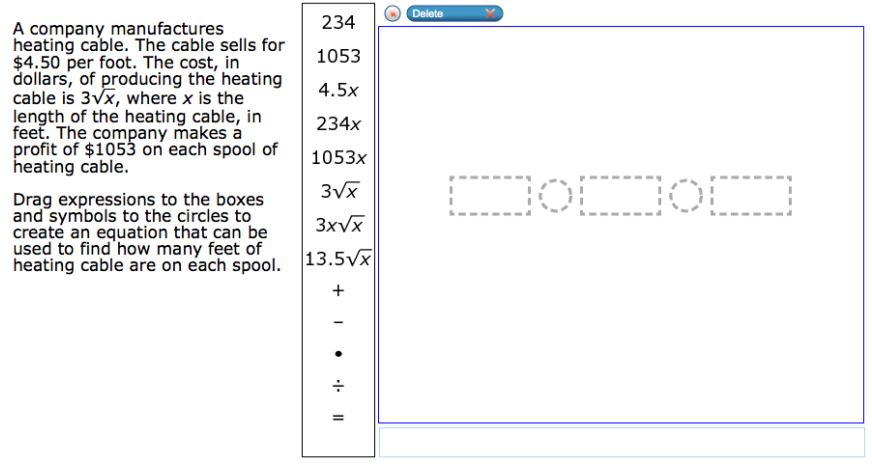 A company manufactures
heating cable. The cable sells for
$4.50 per foot. The cost, in
dollars, of producing the heating
cable is 3√x, where x is the
length of the heating cable, in
feet. The company makes a
profit of $1053 on each spool of
heating cable.
Drag expressions to the boxes
and symbols to the circles to
create an equation that can be
used to find how many feet of
heating cable are on each spool.
234
1053
4.5x
234x
1053x
3√x
3x√x
13.5√x
+
–
•
÷
=
Delete